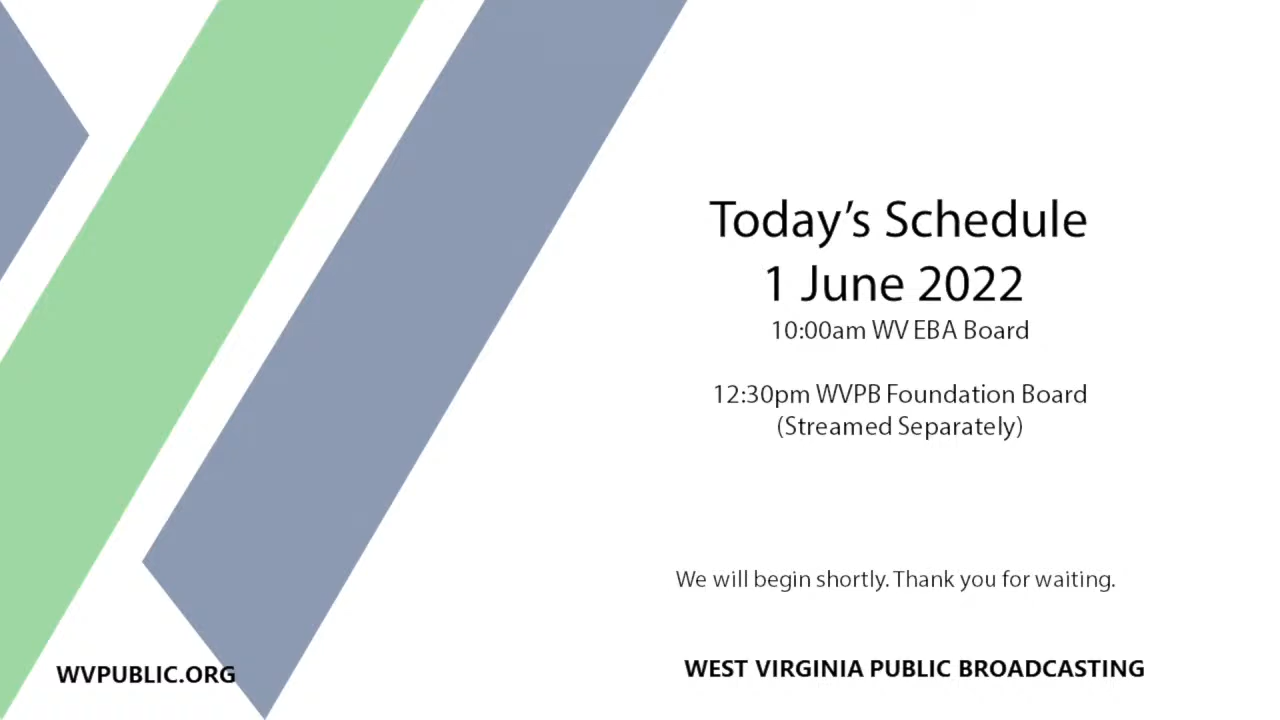 Today’s Schedule
1 June 2022
10:00am WV EBA Board
12:30pm WVPB Foundation Board
(Streamed Separately)
We will begin shortly. Thank you for waiting.
WVPUBLIC.ORG
WEST VIRGINIA PUBLIC BROADCASTING